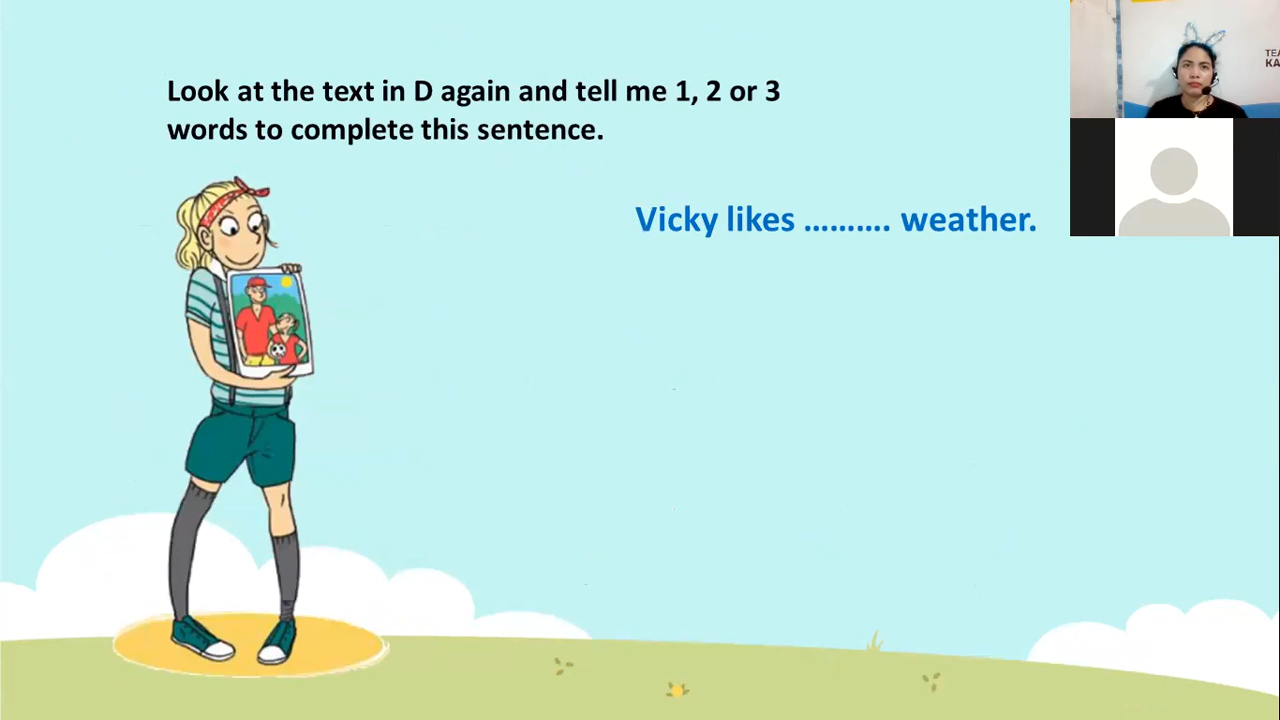 Look at the text in D again and tell me 1, 2 or 3
words to complete this sentence.
Vicky likes .......... weather.